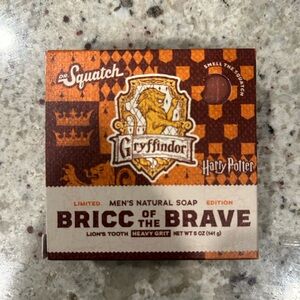 DR. Squatch
SMELL THE SQUATCH
Gryffindor
Harry Potter
LIMITED MEN'S NATURAL SOAP EDITION
BRICC OF THE BRAVE
LION'S TOOTH HEAVY GRIT NET WT 5 OZ (141 g)